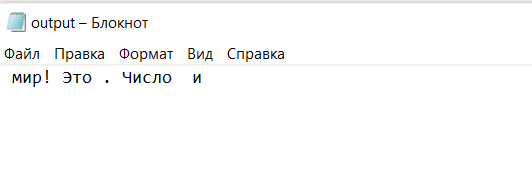 output – Блокнот
Файл Правка Формат Вид Справка
мир! Это . Число  и